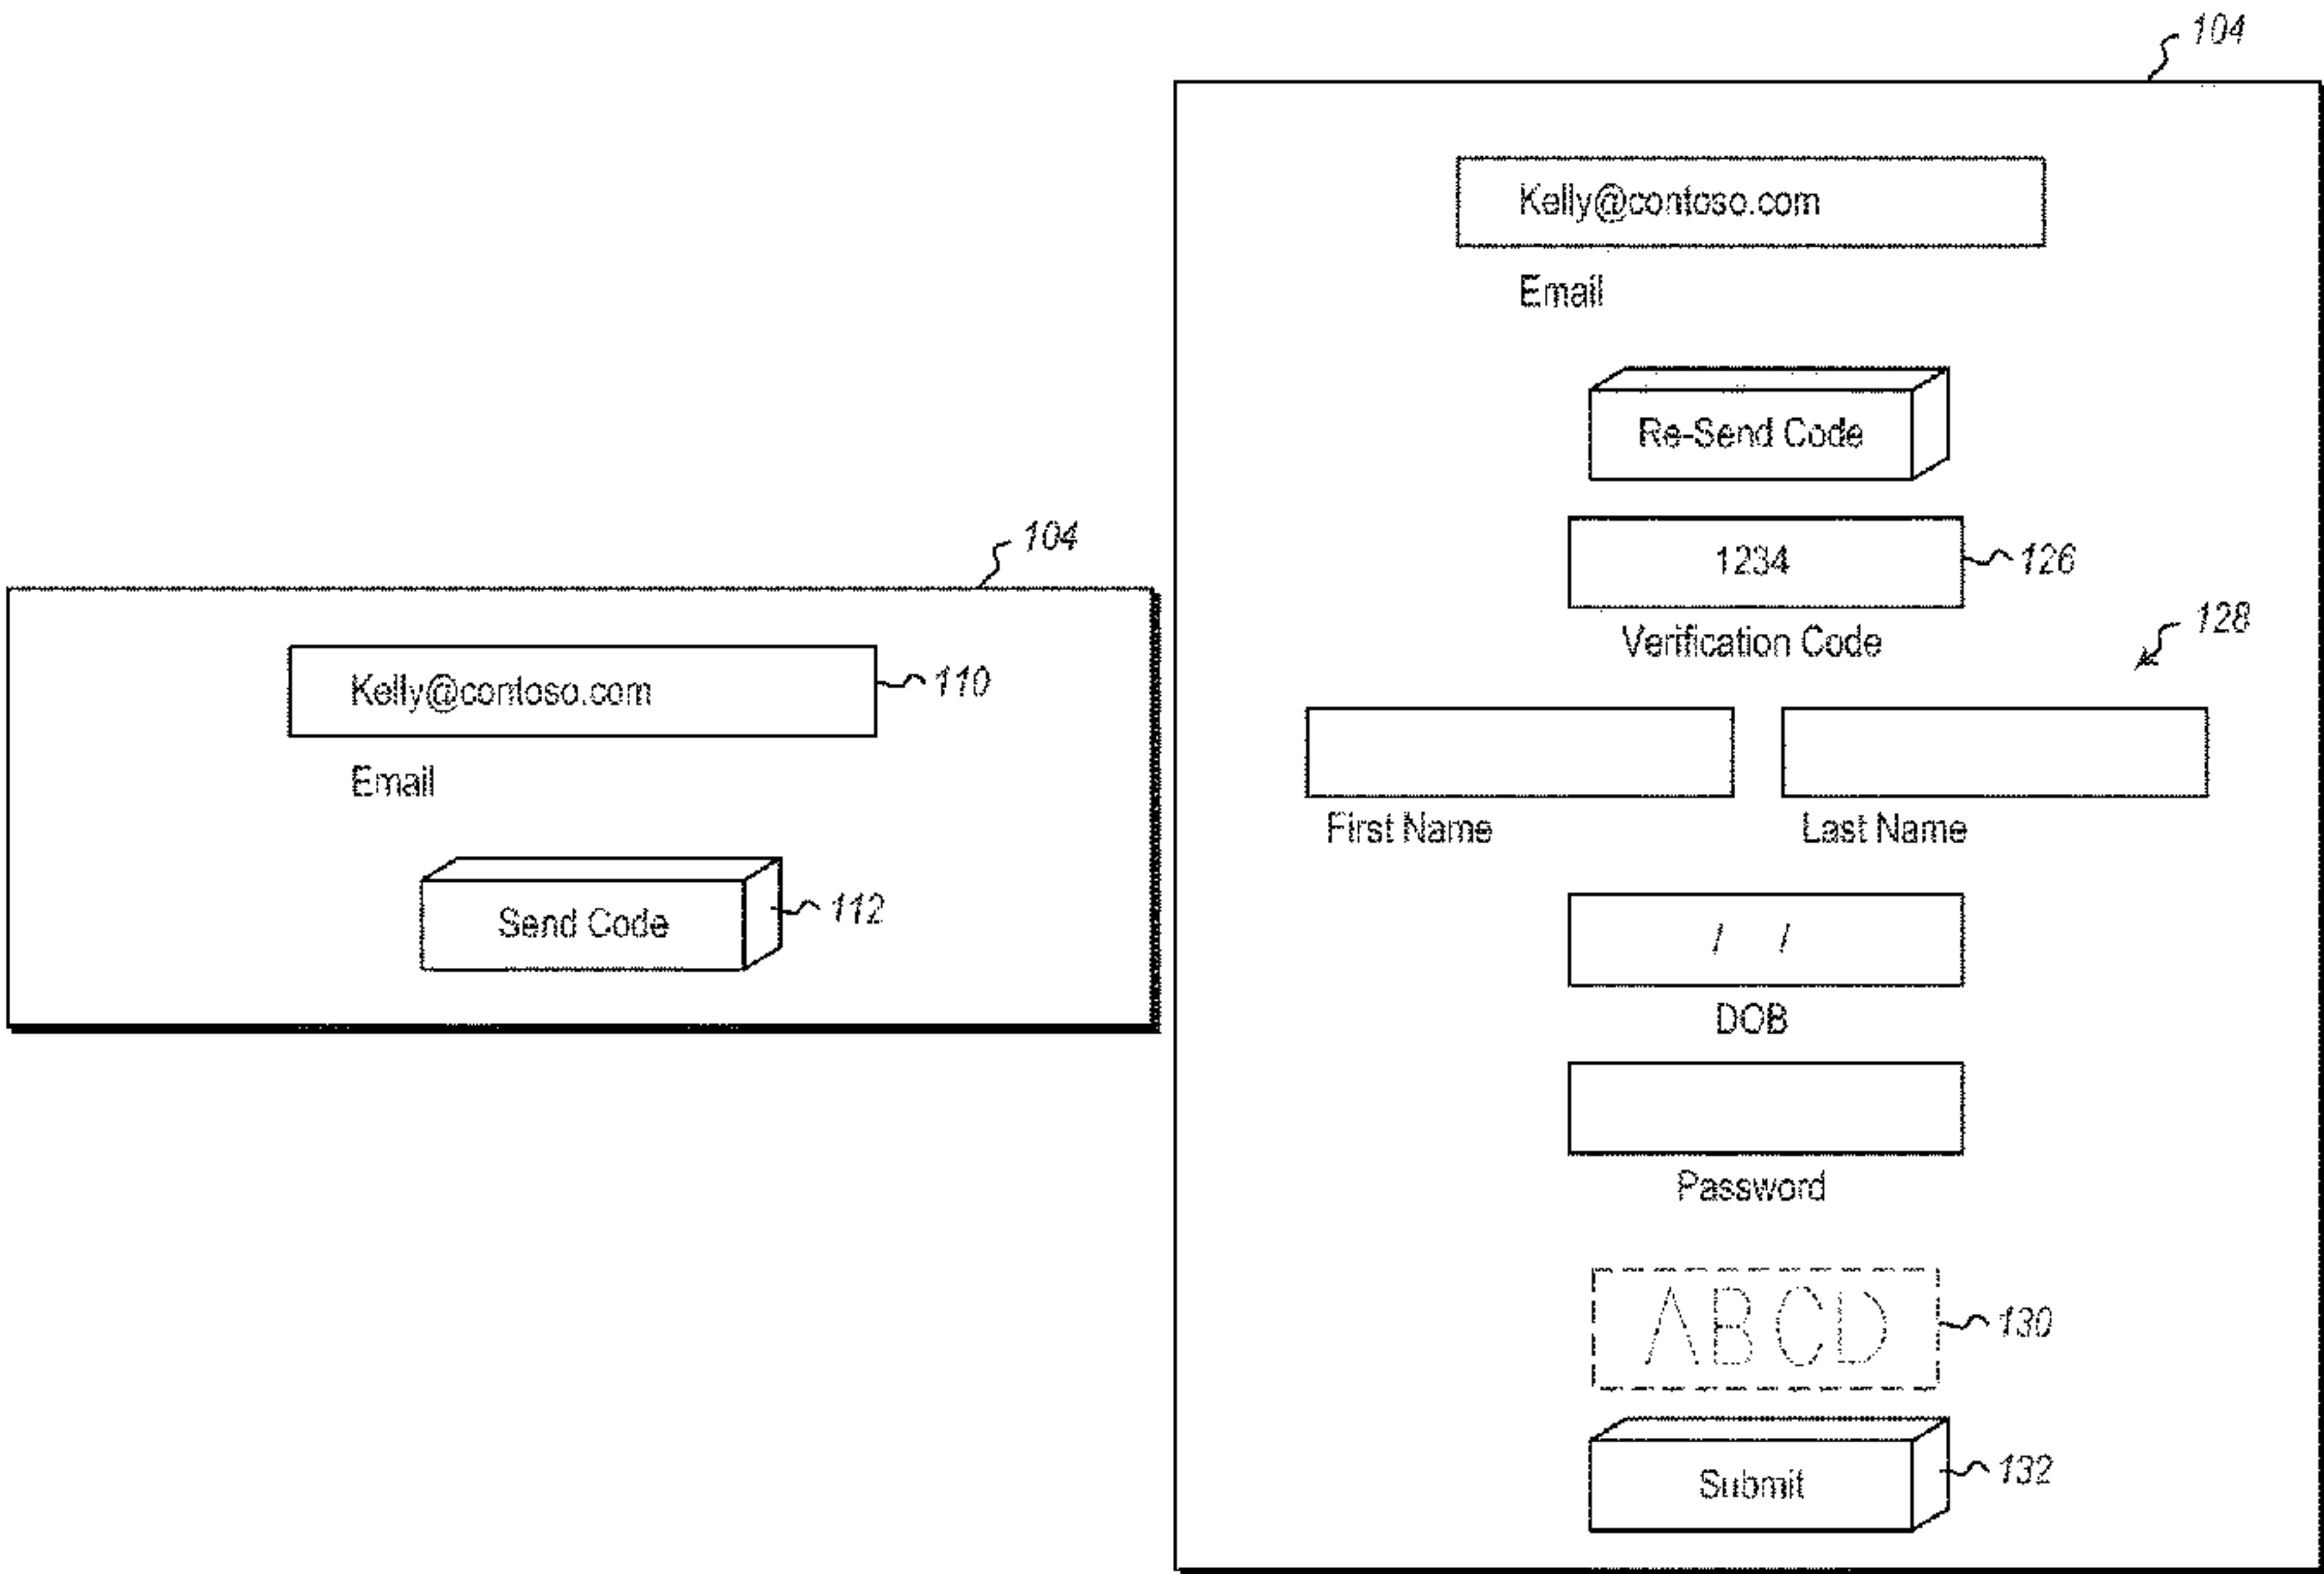 104
Kelly@contoso.com 110
Email
Send Code 112
104
Kelly@contoso.com
Email
Re-Send Code
1234 126
Verification Code
128
First Name Last Name
/ /
DOB
Password
ABCD 130
Submit 132